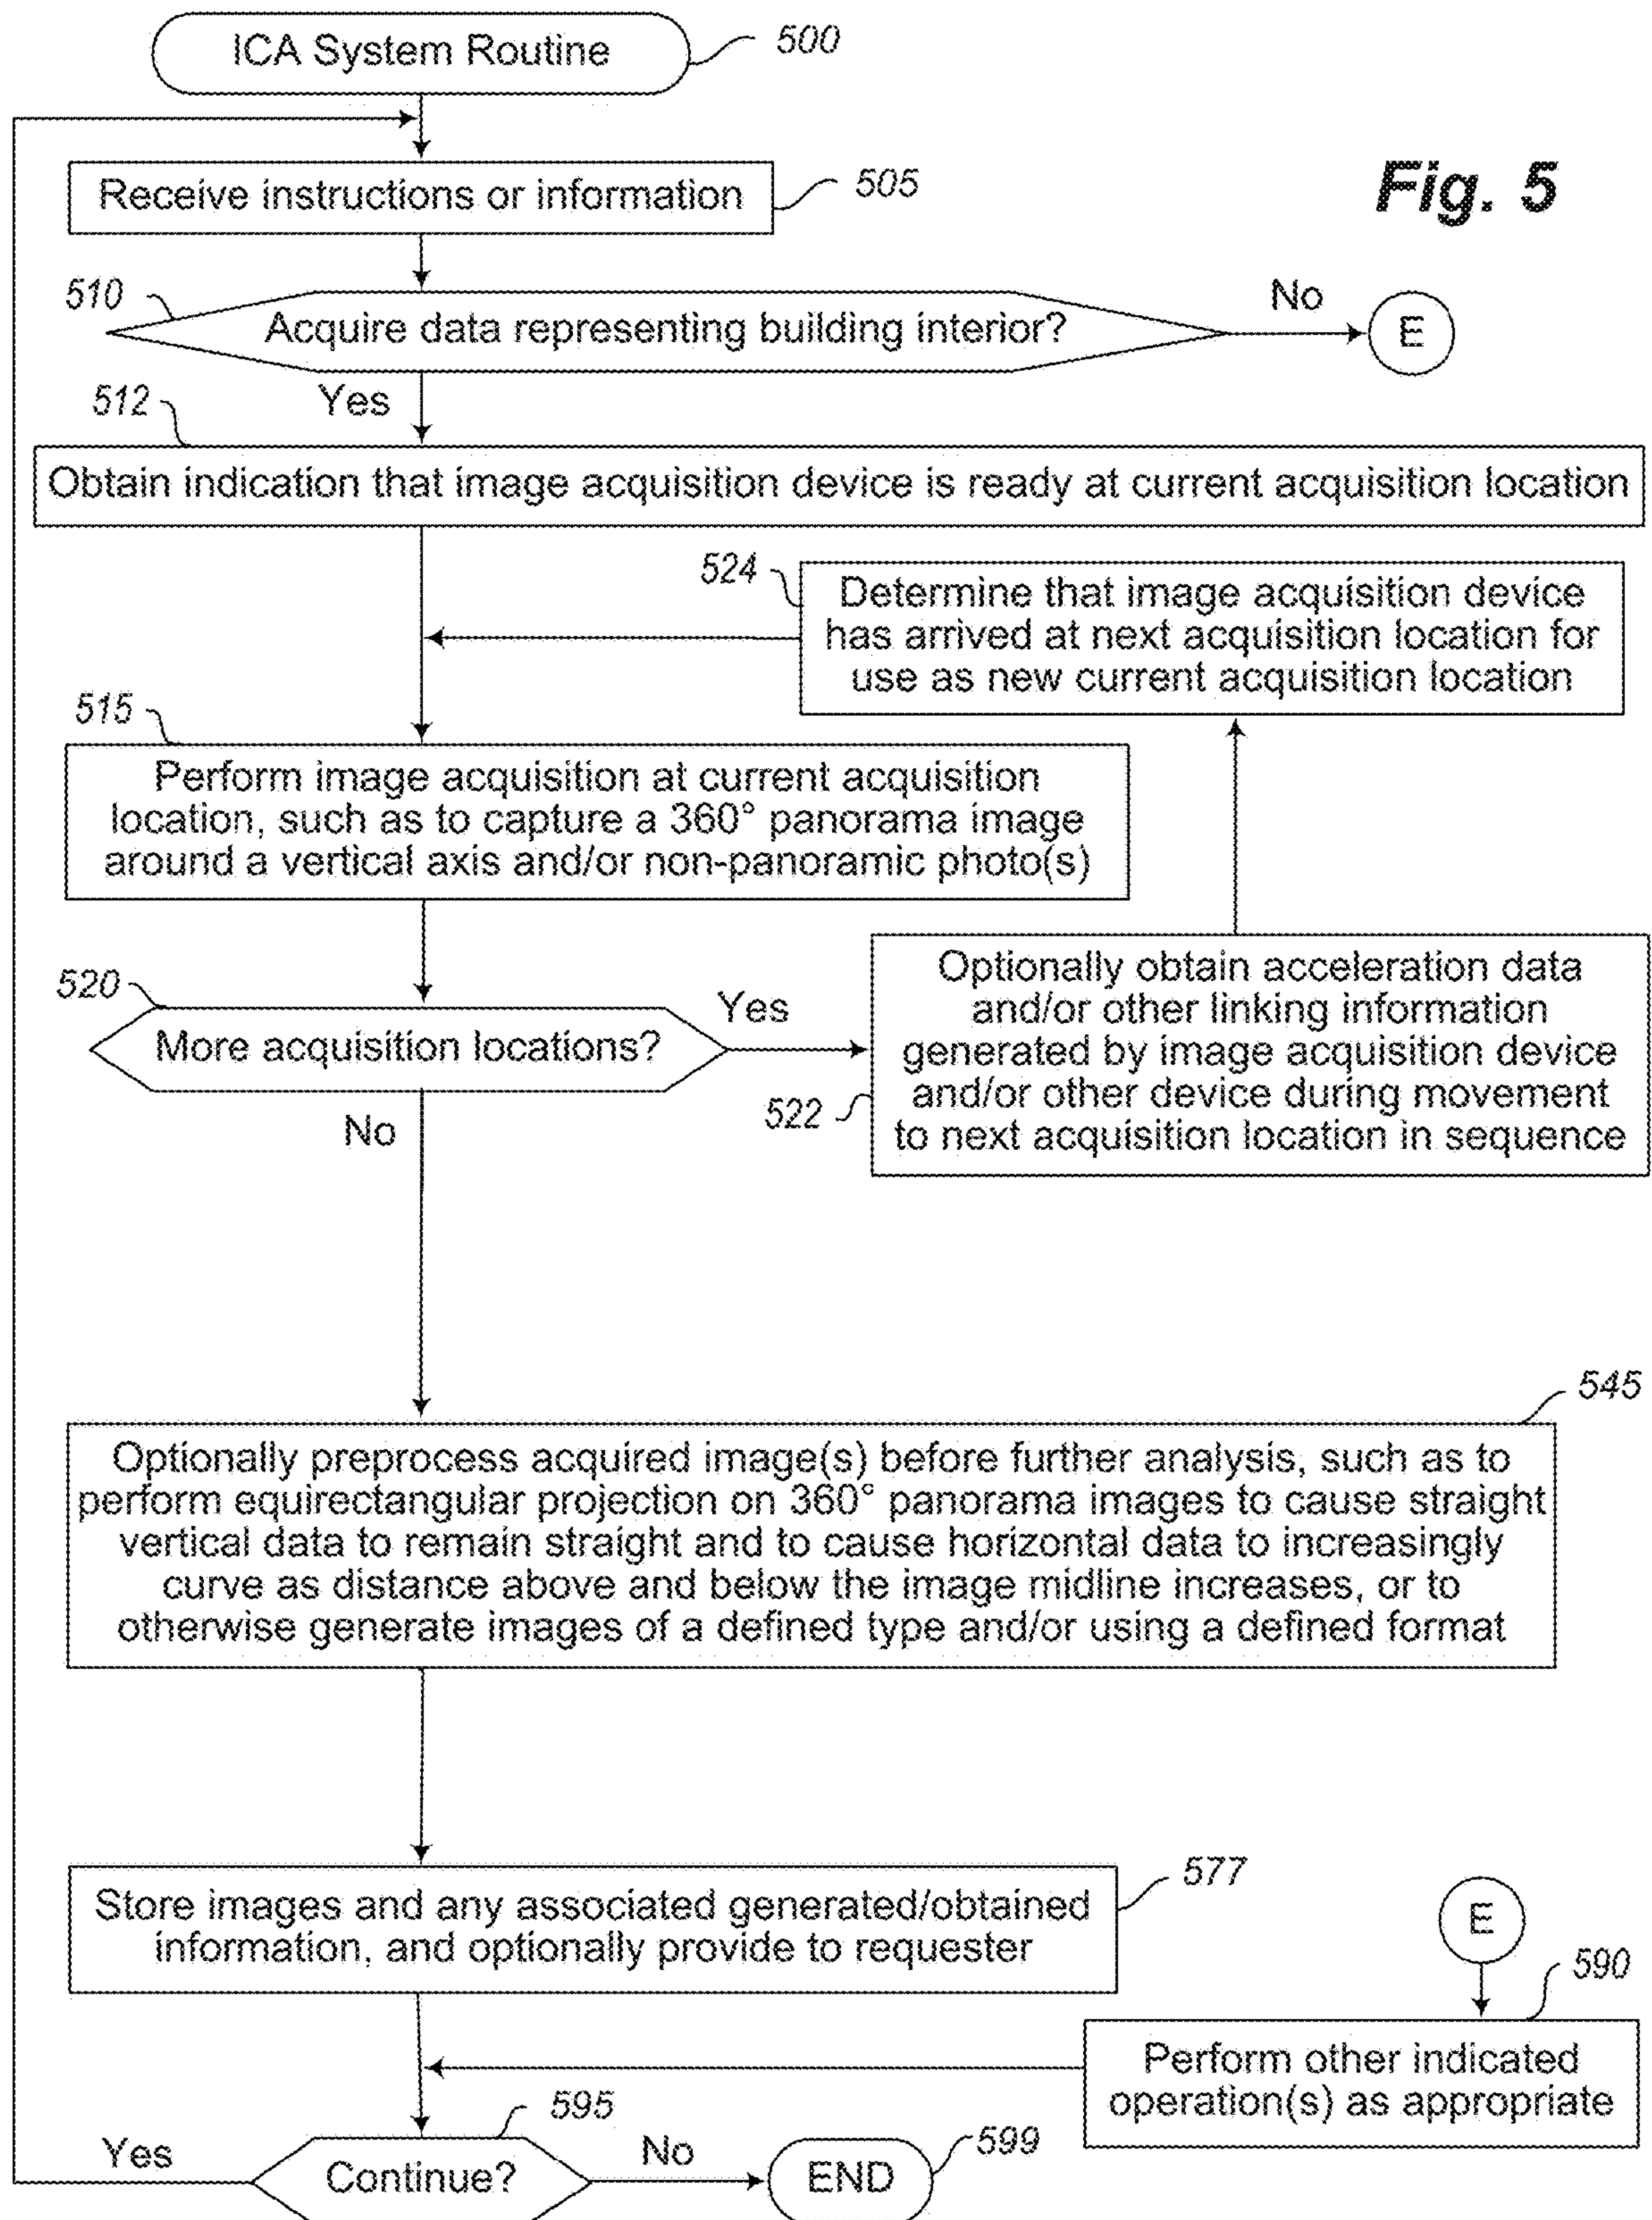 ICA System Routine
500
Fig. 5
Receive instructions or information
505
510
Acquire data representing building interior?
No
E
Yes
512
Obtain indication that image acquisition device is ready at current acquisition location
524
Determine that image acquisition device
has arrived at next acquisition location for
use as new current acquisition location
515
Perform image acquisition at current acquisition
location, such as to capture a 360° panorama image
around a vertical axis and/or non-panoramic photo(s)
520
More acquisition locations?
Yes
No
522
Optionally obtain acceleration data
and/or other linking information
generated by image acquisition device
and/or other device during movement
to next acquisition location in sequence
545
Optionally preprocess acquired image(s) before further analysis, such as to
perform equirectangular projection on 360° panorama images to cause straight
vertical data to remain straight and to cause horizontal data to increasingly
curve as distance above and below the image midline increases, or to
otherwise generate images of a defined type and/or using a defined format
577
Store images and any associated generated/obtained
information, and optionally provide to requester
E
590
Perform other indicated
operation(s) as appropriate
595
Yes
Continue?
No
END
599